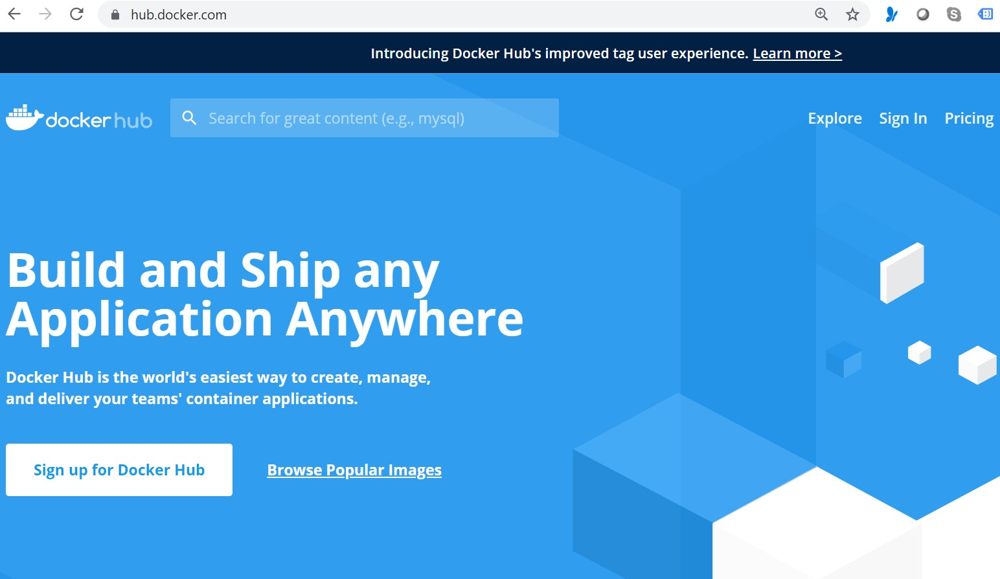 hub.docker.com
Introducing Docker Hub's improved tag user experience. Learn more >
dockerhub
Search for great content (e.g., mysql)
Explore Sign In Pricing
Build and Ship any
Application Anywhere
Docker Hub is the world's easiest way to create, manage,
and deliver your teams' container applications.
Sign up for Docker Hub
Browse Popular Images